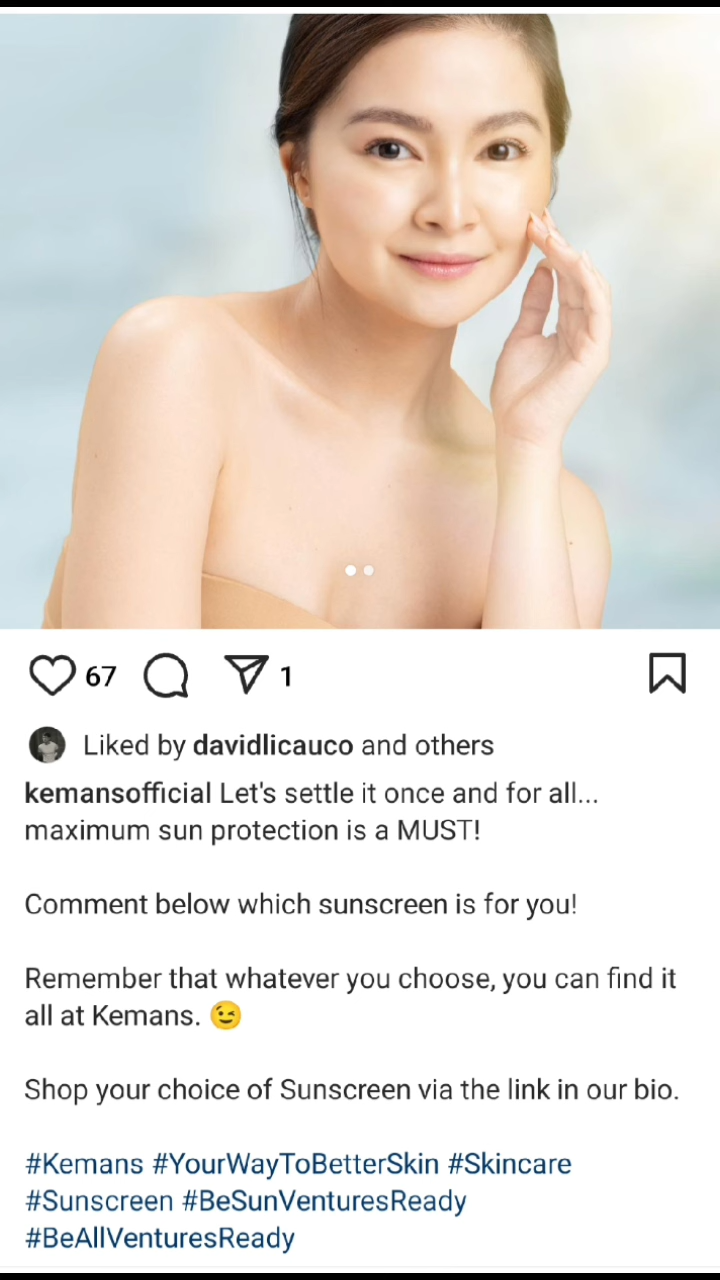 67
1
Liked by davidlicauco and others
kemansofficial Let's settle it once and for all...
maximum sun protection is a MUST!
Comment below which sunscreen is for you!
Remember that whatever you choose, you can find it
all at Kemans. 😉
Shop your choice of Sunscreen via the link in our bio.
#Kemans #YourWayToBetterSkin #Skincare
#Sunscreen #BeSunVenturesReady
#BeAllVenturesReady